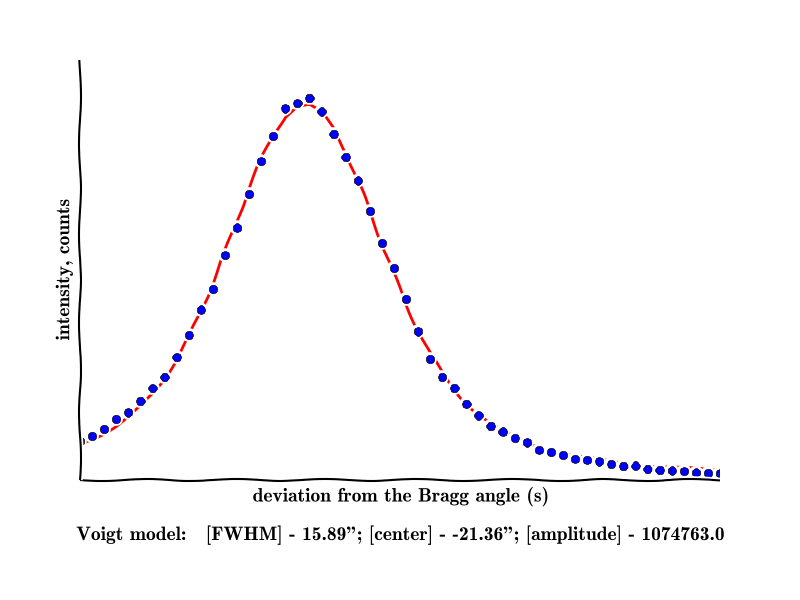 intensity, counts
deviation from the Bragg angle (s)
Voigt model: [FWHM] - 15.89”; [center] - -21.36”; [amplitude] - 1074763.0